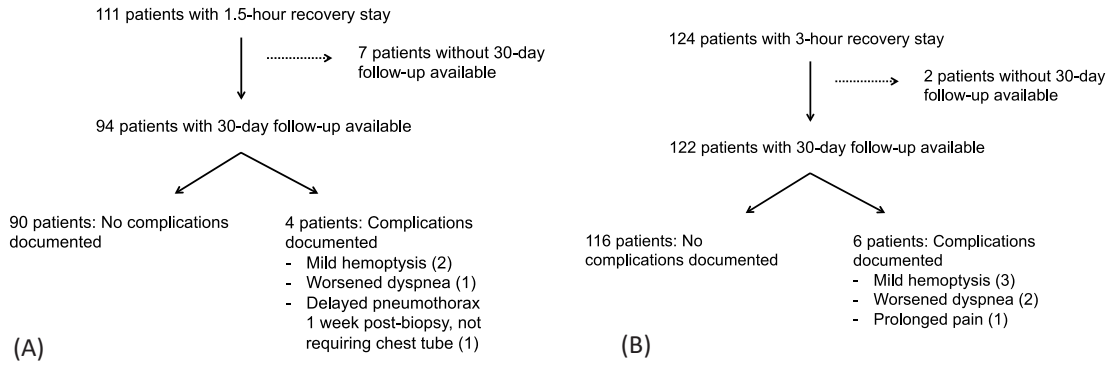 111 patients with 1.5-hour recovery stay
7 patients without 30-day
follow-up available
94 patients with 30-day follow-up available
90 patients: No complications
documented
4 patients: Complications
documented
- Mild hemoptysis (2)
- Worsened dyspnea (1)
- Delayed pneumothorax
1 week post-biopsy, not
requiring chest tube (1)
(A)
124 patients with 3-hour recovery stay
2 patients without 30-day
follow-up available
122 patients with 30-day follow-up available
116 patients: No
complications documented
6 patients: Complications
documented
- Mild hemoptysis (3)
- Worsened dyspnea (2)
- Prolonged pain (1)
(B)